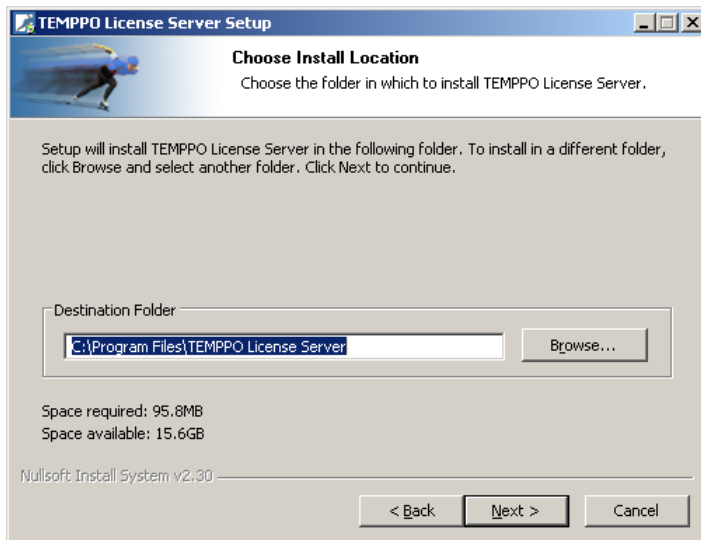 TEMPPO License Server Setup
Choose Install Location
Choose the folder in which to install TEMPPO License Server.
Setup will install TEMPPO License Server in the following folder. To install in a different folder,
click Browse and select another folder. Click Next to continue.
Destination Folder
C:\Program Files\TEMPPO License Server
Browse...
Space required: 95.8MB
Space available: 15.6GB
Nullsoft Install System v2.30
< Back
Next >
Cancel